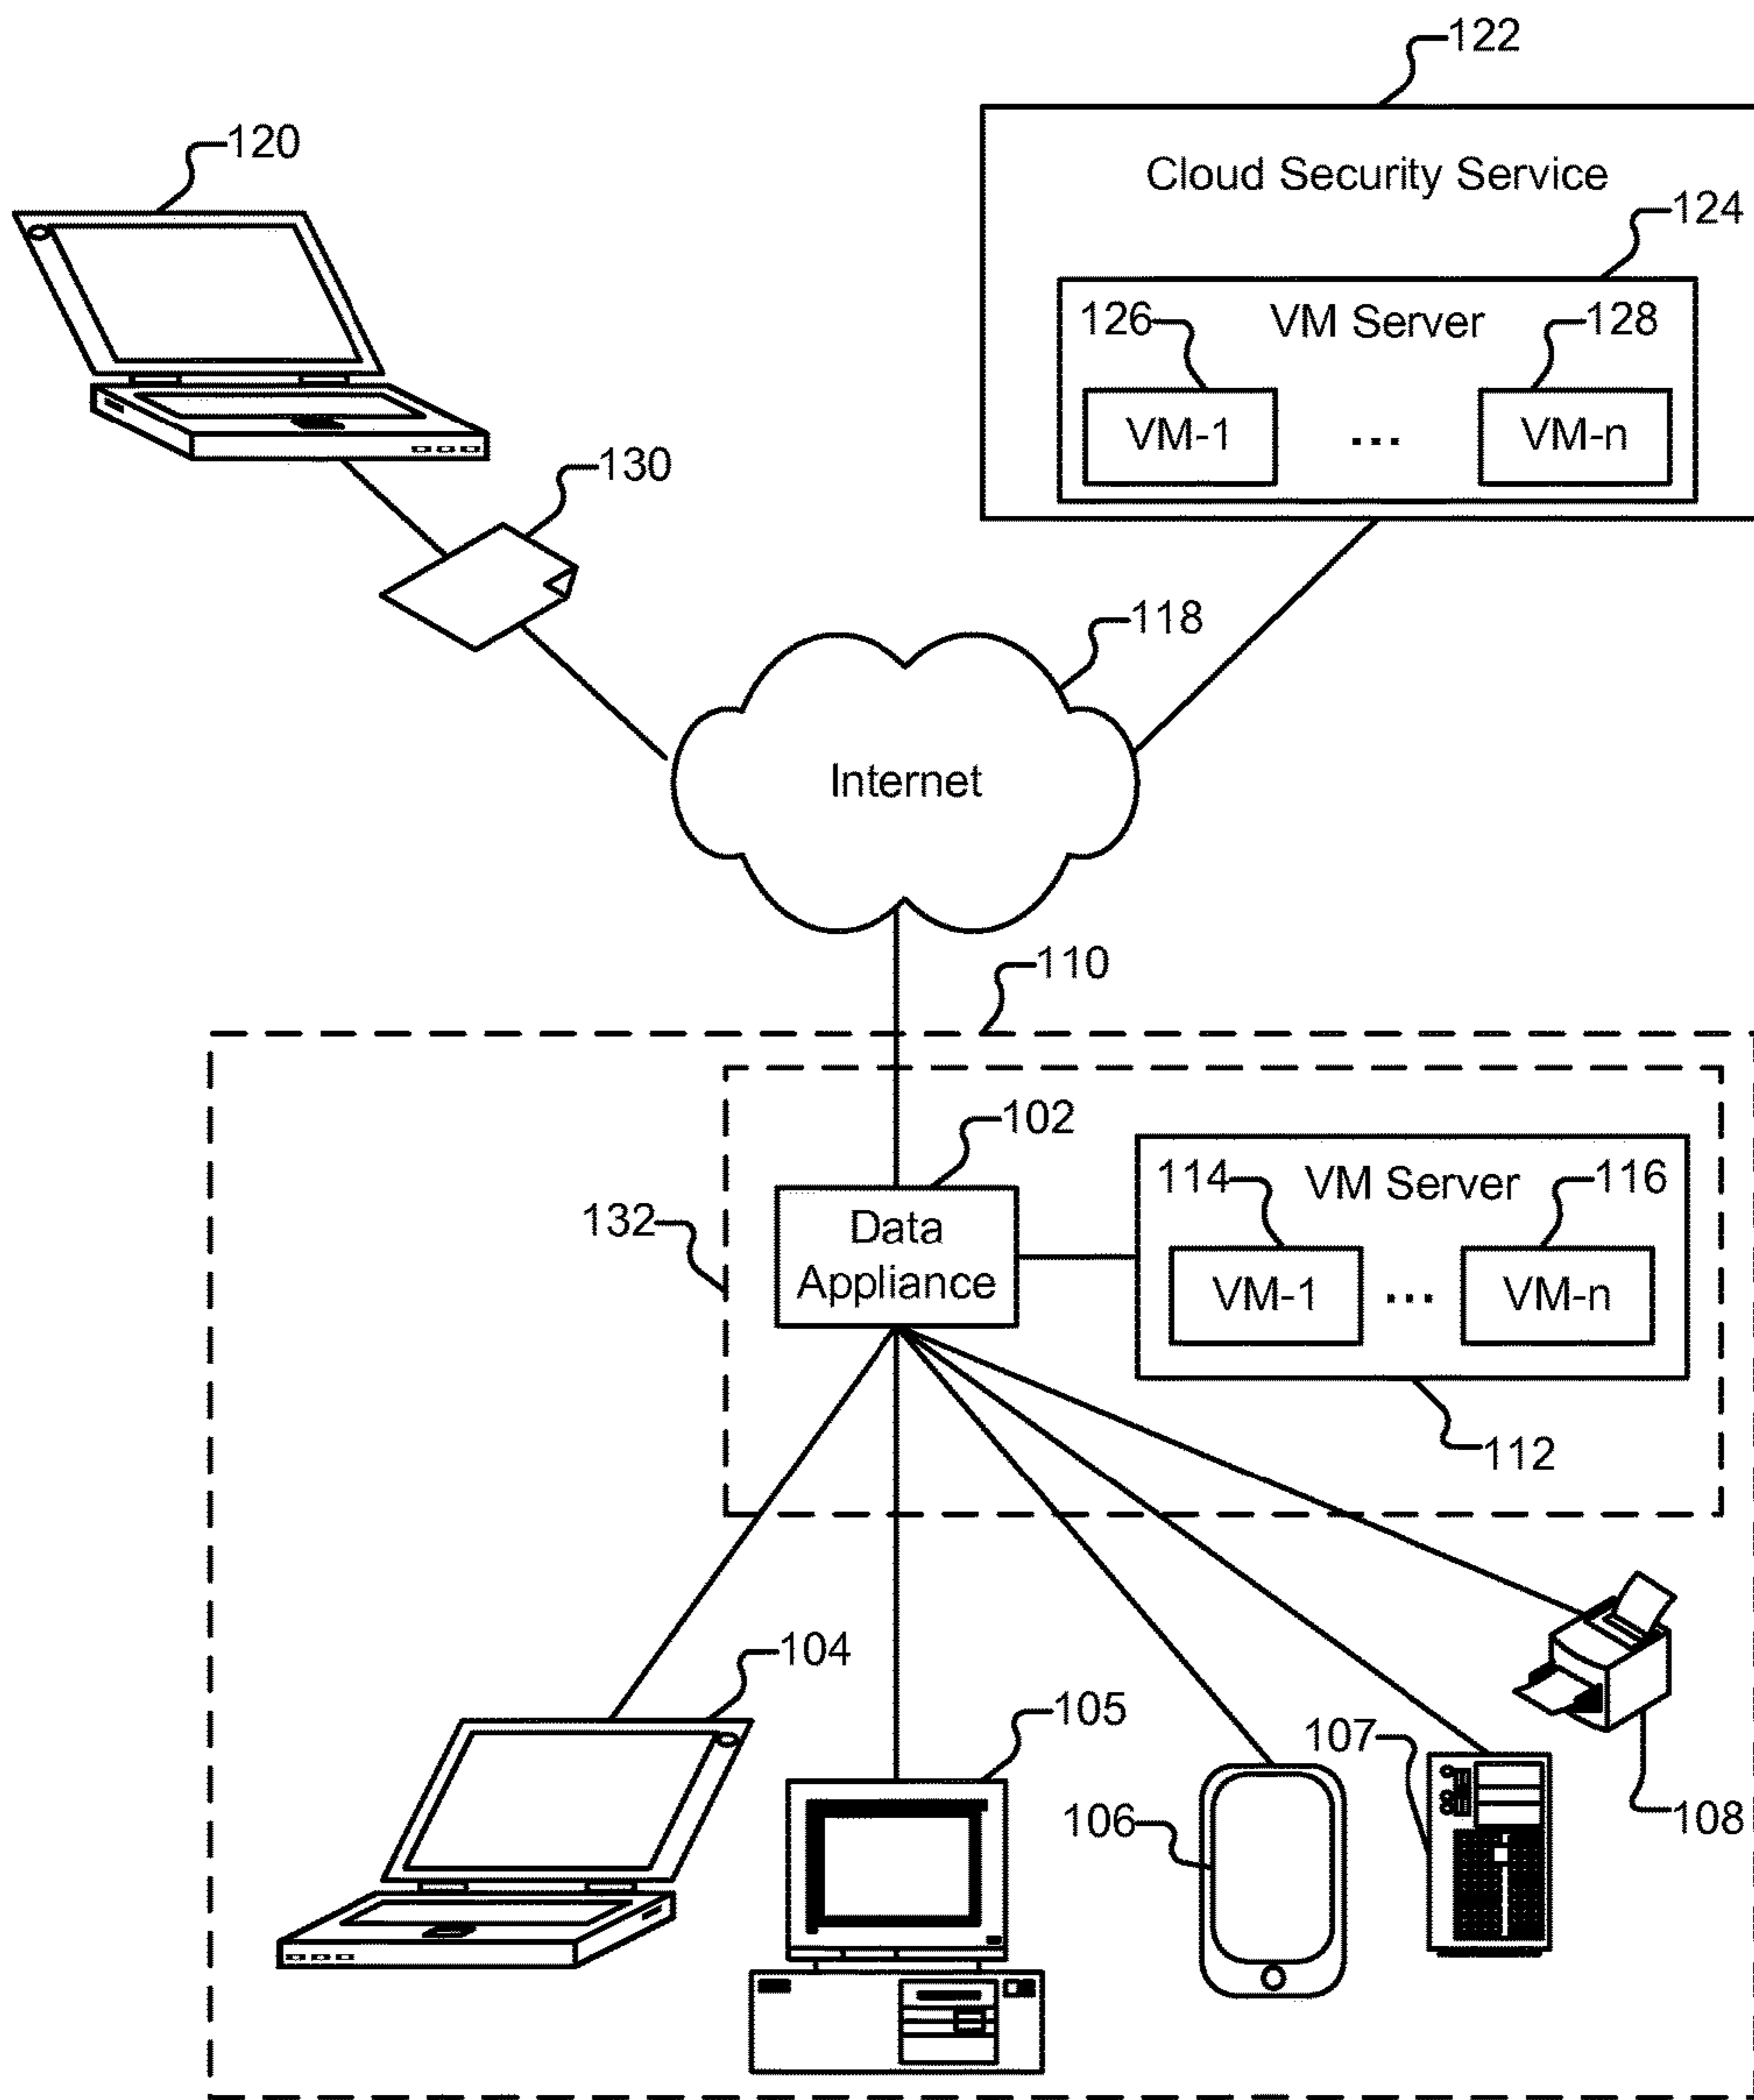 122
120
Cloud Security Service
124
126
VM Server
128
VM-1
...
VM-n
130
118
Internet
110
102
114
VM Server
116
132
Data
Appliance
VM-1
...
VM-n
112
104
105
107
106
108